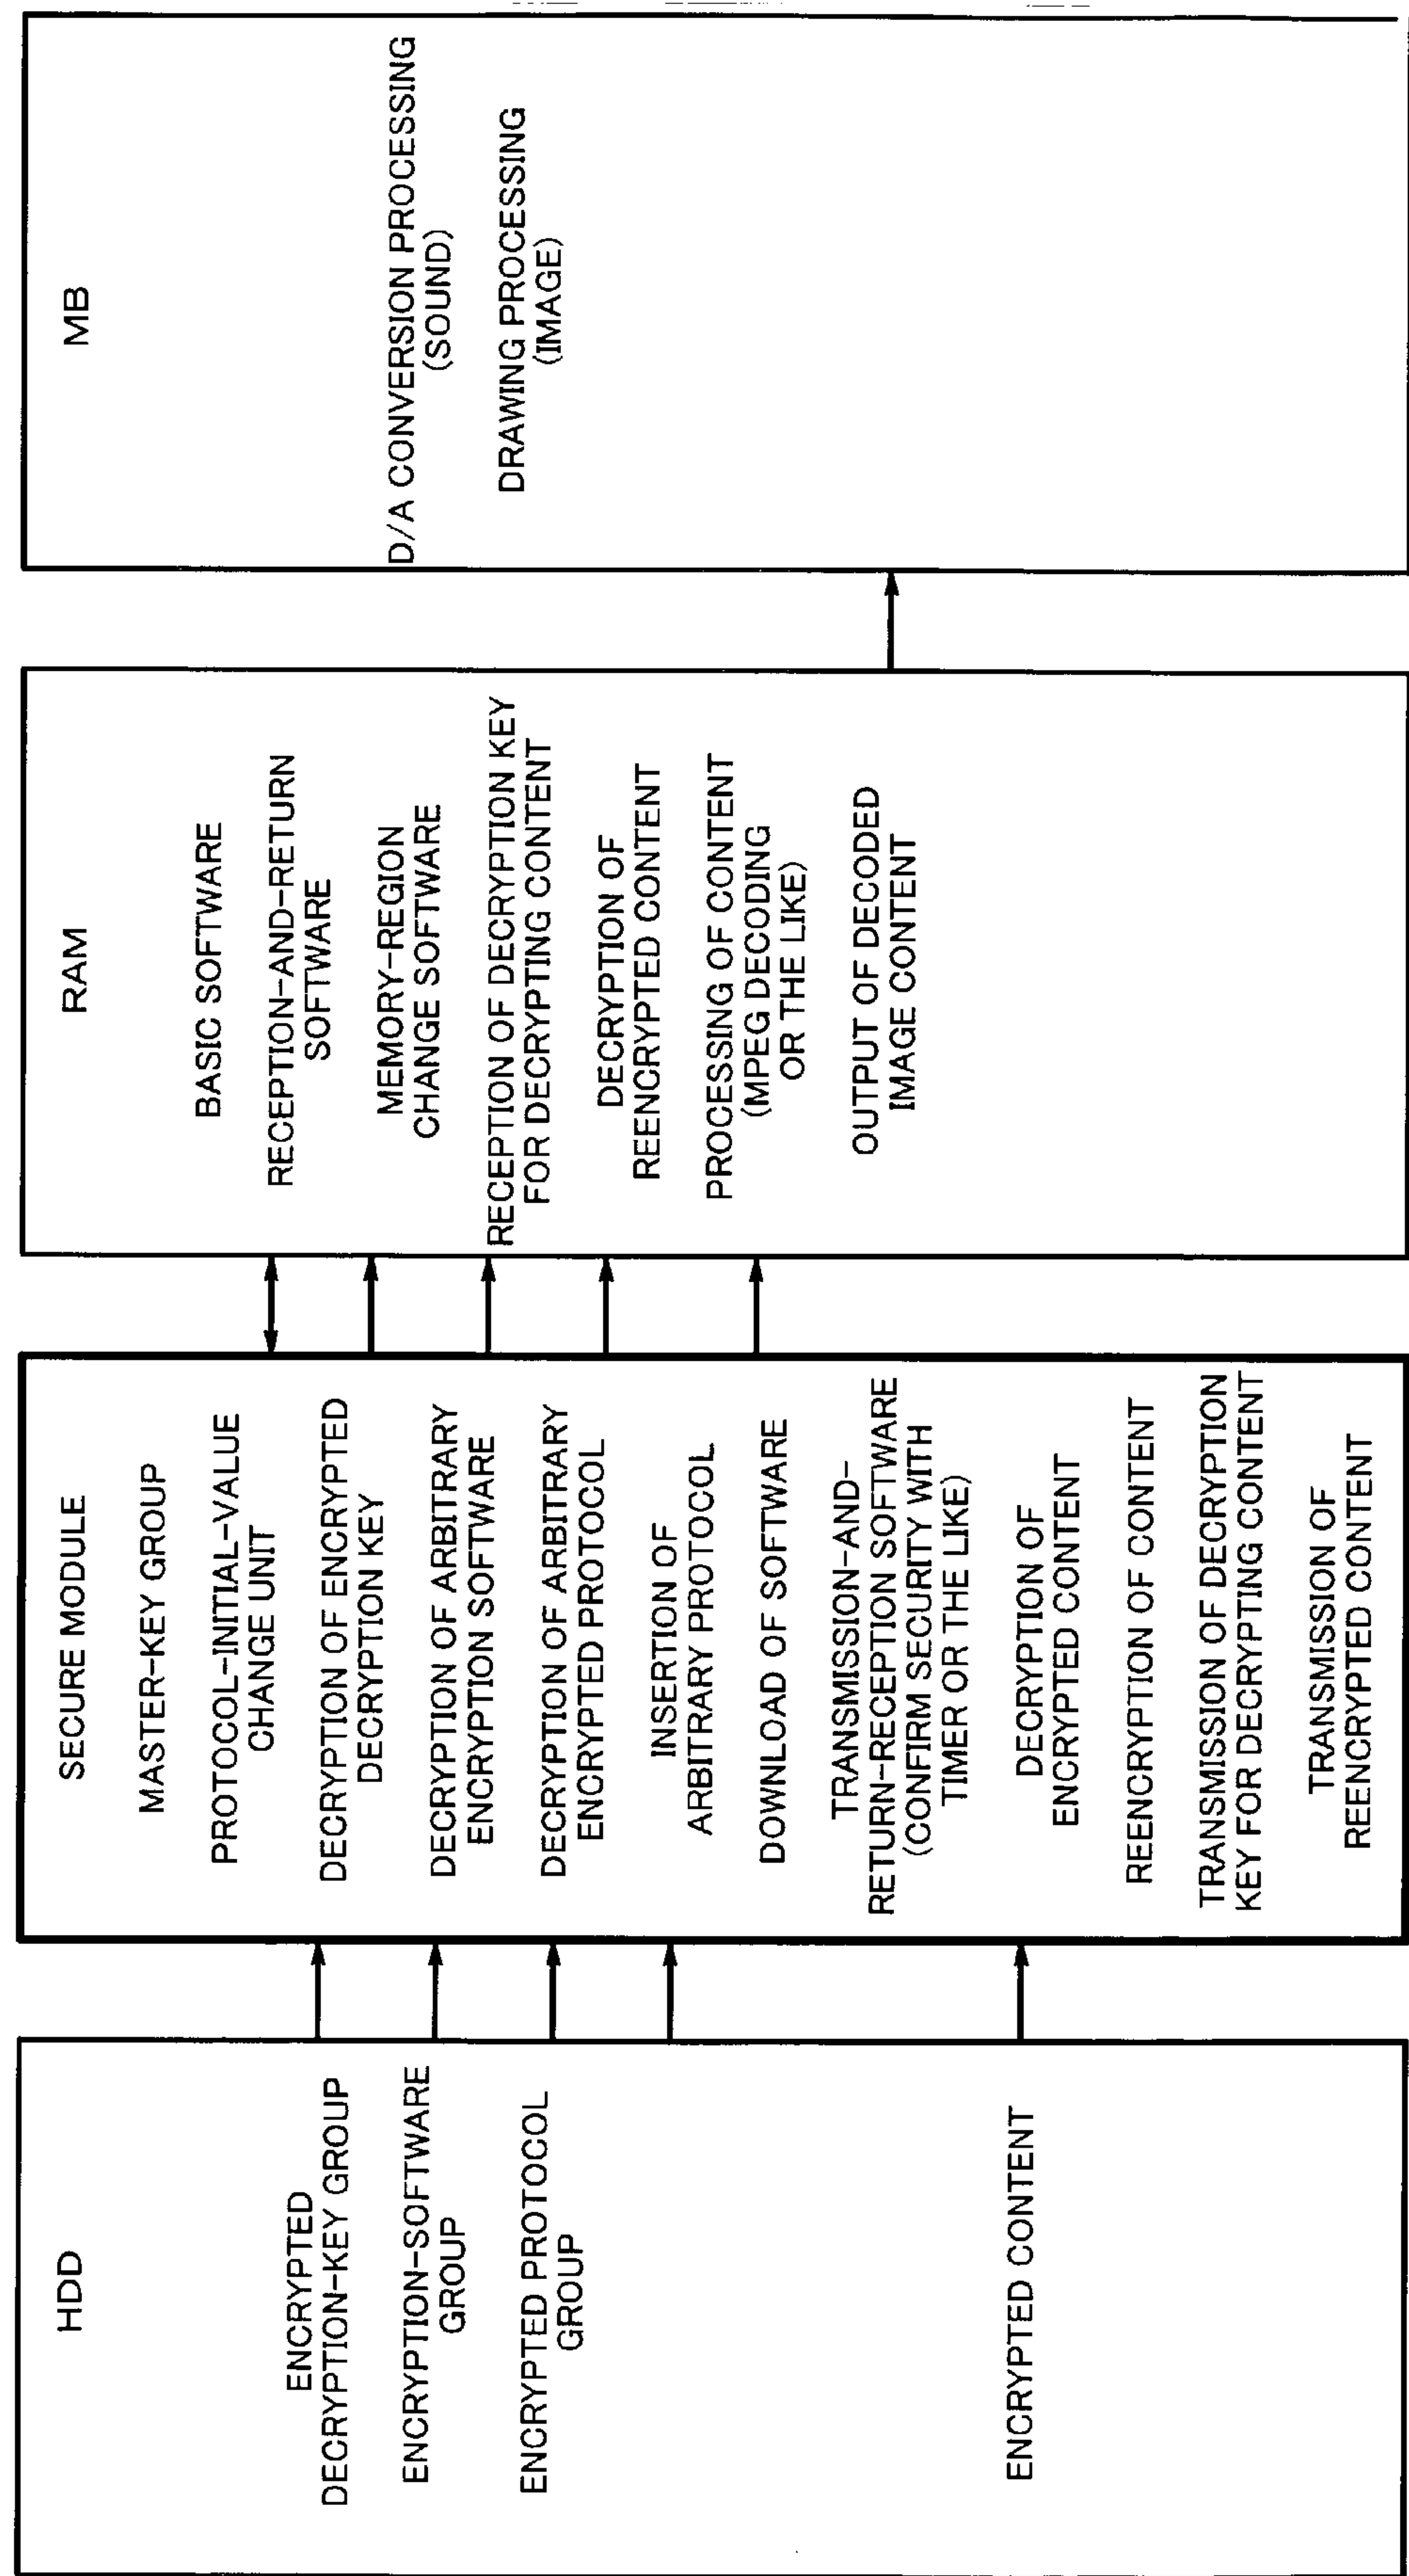 HDD
ENCRYPTED
DECRYPTION-KEY GROUP
ENCRYPTION-SOFTWARE
GROUP
ENCRYPTED PROTOCOL
GROUP
ENCRYPTED CONTENT
SECURE MODULE
MASTER-KEY GROUP
PROTOCOL-INITIAL-VALUE
CHANGE UNIT
DECRYPTION OF ENCRYPTED
DECRYPTION KEY
DECRYPTION OF ARBITRARY
ENCRYPTION SOFTWARE
DECRYPTION OF ARBITRARY
ENCRYPTED PROTOCOL
INSERTION OF
ARBITRARY PROTOCOL
DOWNLOAD OF SOFTWARE
TRANSMISSION-AND-
RETURN-RECEPTION SOFTWARE
(CONFIRM SECURITY WITH
TIMER OR THE LIKE)
DECRYPTION OF
ENCRYPTED CONTENT
REENCRYPTION OF CONTENT
TRANSMISSION OF DECRYPTION
KEY FOR DECRYPTING CONTENT
TRANSMISSION OF
REENCRYPTED CONTENT
RAM
BASIC SOFTWARE
RECEPTION-AND-RETURN
SOFTWARE
MEMORY-REGION
CHANGE SOFTWARE
RECEPTION OF DECRYPTION KEY
FOR DECRYPTING CONTENT
DECRYPTION OF
REENCRYPTED CONTENT
PROCESSING OF CONTENT
(MPEG DECODING
OR THE LIKE)
OUTPUT OF DECODED
IMAGE CONTENT
MB
D/A CONVERSION PROCESSING
(SOUND)
DRAWING PROCESSING
(IMAGE)